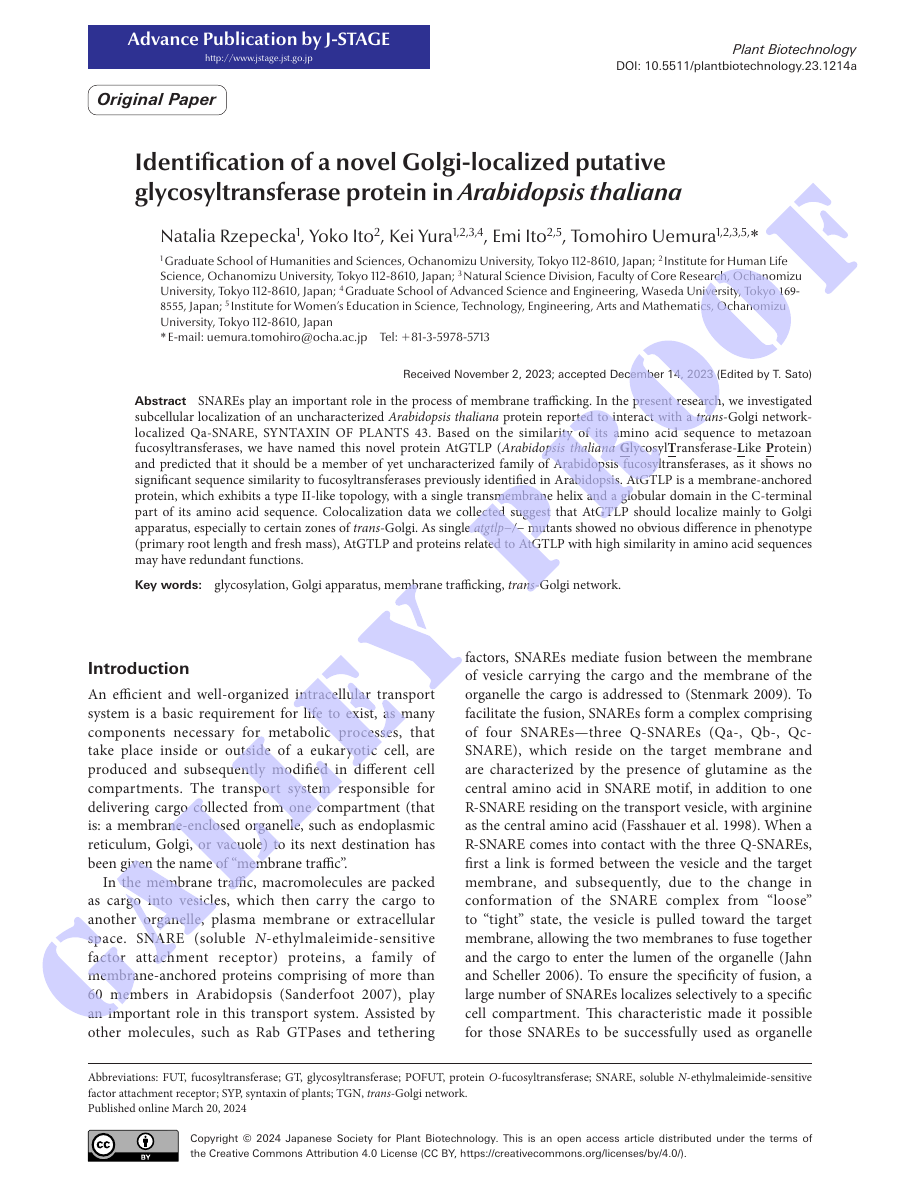 Advance Publication by J-STAGE
http://www.jstage.jst.go.jp
Plant Biotechnology
DOI: 10.5511/plantbiotechnology.23.1214a
Original Paper
Identification of a novel Golgi-localized putative
glycosyltransferase protein in Arabidopsis thaliana
Natalia Rzepecka1, Yoko Ito2, Kei Yura1,2,3,4, Emi Ito2,5, Tomohiro Uemura1,2,3,5,*
1 Graduate School of Humanities and Sciences, Ochanomizu University, Tokyo 112-8610, Japan; 2 Institute for Human Life
Science, Ochanomizu University, Tokyo 112-8610, Japan; 3 Natural Science Division, Faculty of Core Research, Ochanomizu
University, Tokyo 112-8610, Japan; 4 Graduate School of Advanced Science and Engineering, Waseda University, Tokyo 169-
8555, Japan; 5 Institute for Women's Education in Science, Technology, Engineering, Arts and Mathematics, Ochanomizu
University, Tokyo 112-8610, Japan
* E-mail: uemura.tomohiro@ocha.ac.jp Tel: +81-3-5978-5713
Received November 2, 2023; accepted December 14, 2023 (Edited by T. Sato)
Abstract SNAREs play an important role in the process of membrane trafficking. In the present research, we investigated
subcellular localization of an uncharacterized Arabidopsis thaliana protein reported to interact with a trans-Golgi network-
localized Qa-SNARE, SYNTAXIN OF PLANTS 43. Based on the similarity of its amino acid sequence to metazoan
fucosyltransferases, we have named this novel protein AtGTLP (Arabidopsis thaliana GlycosylTransferase-Like Protein)
and predicted that it should be a member of yet uncharacterized family of Arabidopsis fucosyltransferases, as it shows no
significant sequence similarity to fucosyltransferases previously identified in Arabidopsis. AtGTLP is a membrane-anchored
protein, which exhibits a type II-like topology, with a single transmembrane helix and a globular domain in the C-terminal
part of its amino acid sequence. Colocalization data we collected suggest that AtGTLP should localize mainly to Golgi
apparatus, especially to certain zones of trans-Golgi. As single atgtlp−/− mutants showed no obvious difference in phenotype
(primary root length and fresh mass), AtGTLP and proteins related to AtGTLP with high similarity in amino acid sequences
may have redundant functions.
Key words: glycosylation, Golgi apparatus, membrane trafficking, trans-Golgi network.
Introduction
An efficient and well-organized intracellular transport
system is a basic requirement for life to exist, as many
components necessary for metabolic processes, that
take place inside or outside of a eukaryotic cell, are
produced and subsequently modified in different cell
compartments. The transport system responsible for
delivering cargo collected from one compartment (that
is: a membrane-enclosed organelle, such as endoplasmic
reticulum, Golgi, or vacuole) to its next destination has
been given the name of "membrane traffic".
In the membrane traffic, macromolecules are packed
as cargo into vesicles, which then carry the cargo to
another organelle, plasma membrane or extracellular
space. SNARE (soluble N-ethylmaleimide-sensitive
factor attachment receptor) proteins, a family of
membrane-anchored proteins comprising of more than
60 members in Arabidopsis (Sanderfoot 2007), play
an important role in this transport system. Assisted by
other molecules, such as Rab GTPases and tethering
factors, SNAREs mediate fusion between the membrane
of vesicle carrying the cargo and the membrane of the
organelle the cargo is addressed to (Stenmark 2009). To
facilitate the fusion, SNAREs form a complex comprising
of four SNAREs—three Q-SNAREs (Qa-, Qb-, Qc-
SNARE), which reside on the target membrane and
are characterized by the presence of glutamine as the
central amino acid in SNARE motif, in addition to one
R-SNARE residing on the transport vesicle, with arginine
as the central amino acid (Fasshauer et al. 1998). When a
R-SNARE comes into contact with the three Q-SNAREs,
first a link is formed between the vesicle and the target
membrane, and subsequently, due to the change in
conformation of the SNARE complex from "loose"
to "tight" state, the vesicle is pulled toward the target
membrane, allowing the two membranes to fuse together
and the cargo to enter the lumen of the organelle (Jahn
and Scheller 2006). To ensure the specificity of fusion, a
large number of SNAREs localizes selectively to a specific
cell compartment. This characteristic made it possible
for those SNAREs to be successfully used as organelle
Abbreviations: FUT, fucosyltransferase; GT, glycosyltransferase; POFUT, protein O-fucosyltransferase; SNARE, soluble N-ethylmaleimide-sensitive
factor attachment receptor; SYP, syntaxin of plants; TGN, trans-Golgi network.
Published online March 20, 2024
cc BY
Copyright © 2024 Japanese Society for Plant Biotechnology. This is an open access article distributed under the terms of
the Creative Commons Attribution 4.0 License (CC BY, https://creativecommons.org/licenses/by/4.0/).
GALLEY PROOF